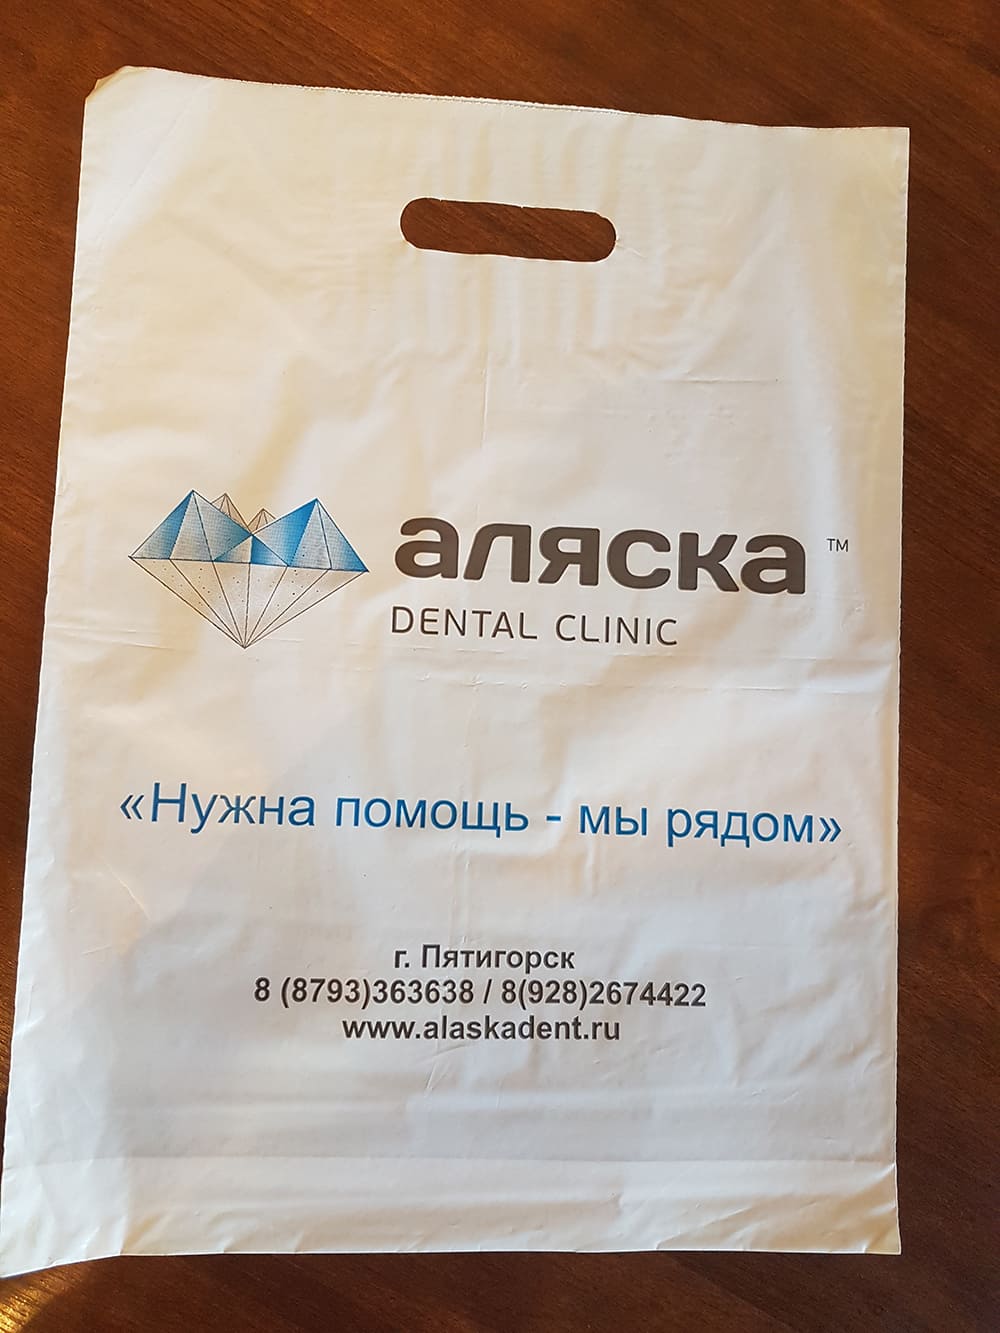 аляска ™
DENTAL CLINIC
«Нужна помощь - мы рядом»
г. Пятигорск
8 (8793)363638 / 8(928)2674422
www.alaskadent.ru